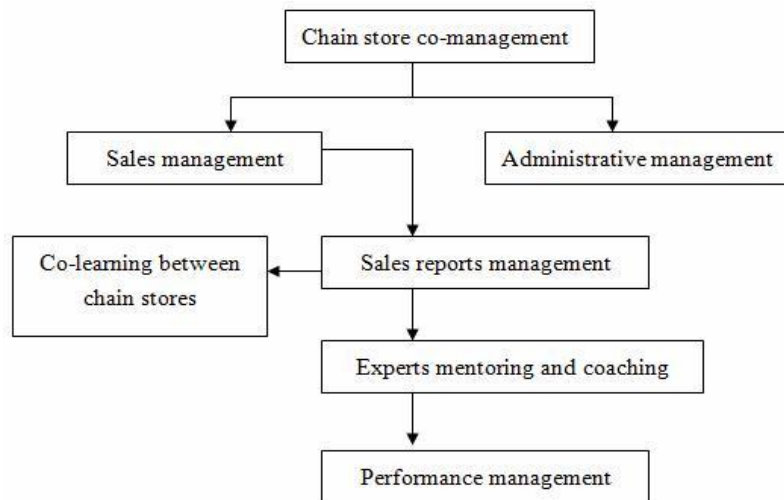 Chain store co-management
Sales management
Administrative management
Co-learning between
chain stores
Sales reports management
Experts mentoring and coaching
Performance management